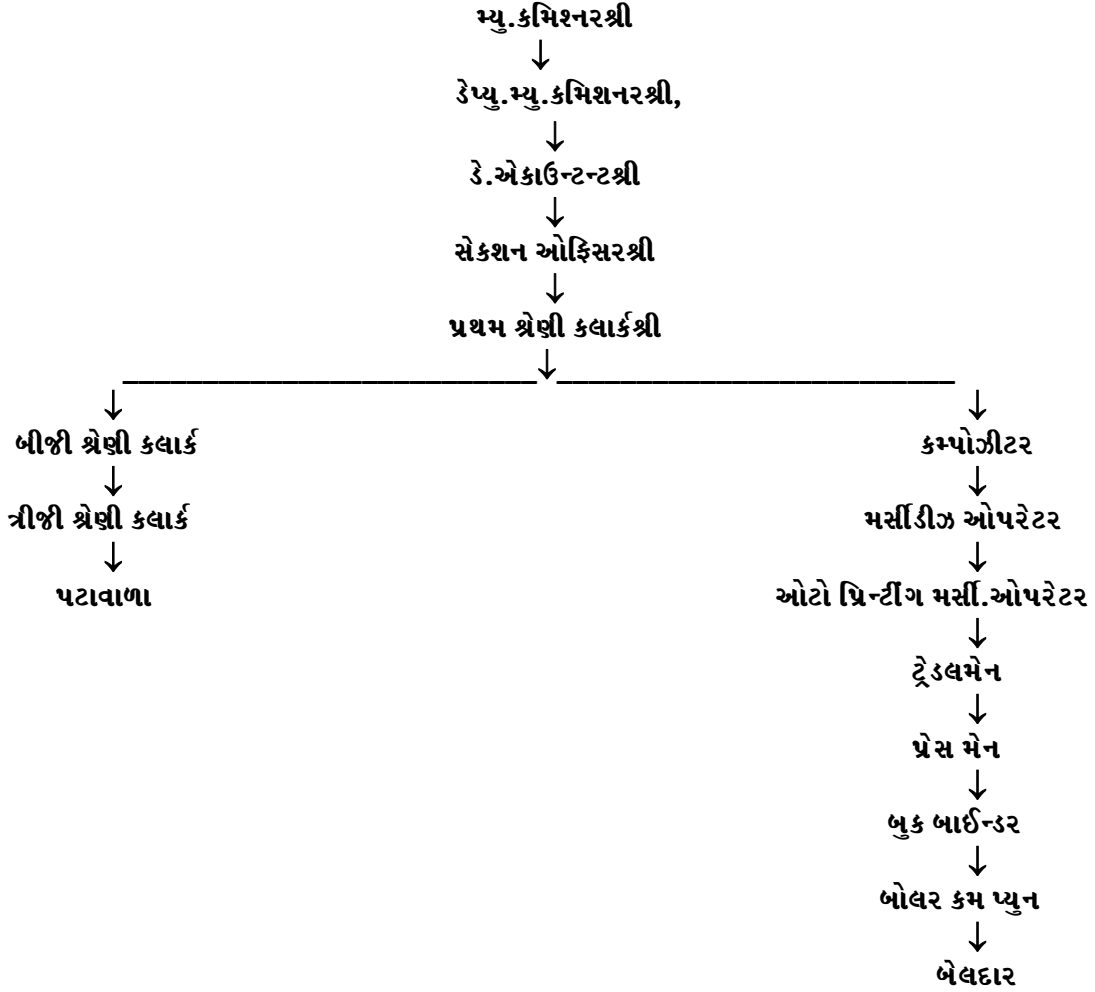 મ્યુ.કમિશ્નરશ્રી
ડેપ્યુ.મ્યુ.કમિશનરશ્રી,
ડે.એકાઉન્ટન્ટશ્રી
સેકશન ઓફિસરશ્રી
પ્રથમ શ્રેણી કલાર્કશ્રી
બીજી શ્રેણી કલાર્ક
ત્રીજી શ્રેણી કલાર્ક
પટાવાળા
કમ્પોઝીટર
મર્સીડીઝ ઓપરેટર
ઓટો પ્રિન્ટીંગ મર્સી.ઓપરેટર
ટ્રેડલમેન
પ્રેસ મેન
બુક બાઈન્ડર
બોલર કમ પ્યુન
બેલદાર